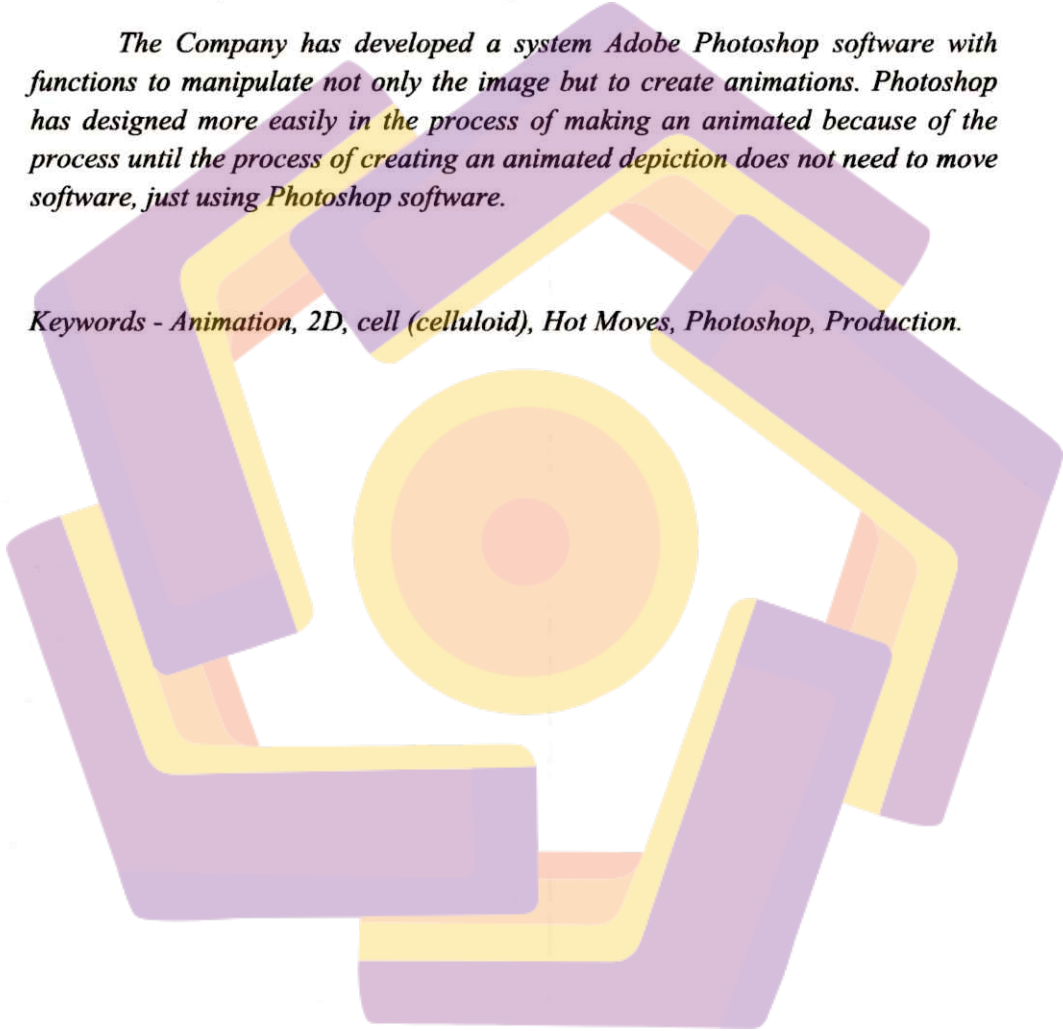 The Company has developed a system Adobe Photoshop software with
functions to manipulate not only the image but to create animations. Photoshop
has designed more easily in the process of making an animated because of the
process until the process of creating an animated depiction does not need to move
software, just using Photoshop software.
Keywords - Animation, 2D, cell (celluloid), Hot Moves, Photoshop, Production.